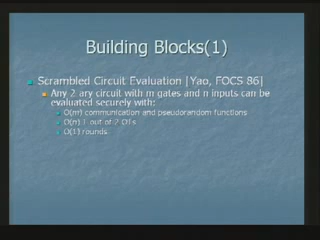 Building Blocks(1)
Scrambled Circuit Evaluation [Yao, FOCS 86]
Any 2 ary circuit with m gates and n inputs can be
evaluated securely with:
O(m) communication and pseudorandom functions
O(n) 1 out of 2 OTs
O(1) rounds